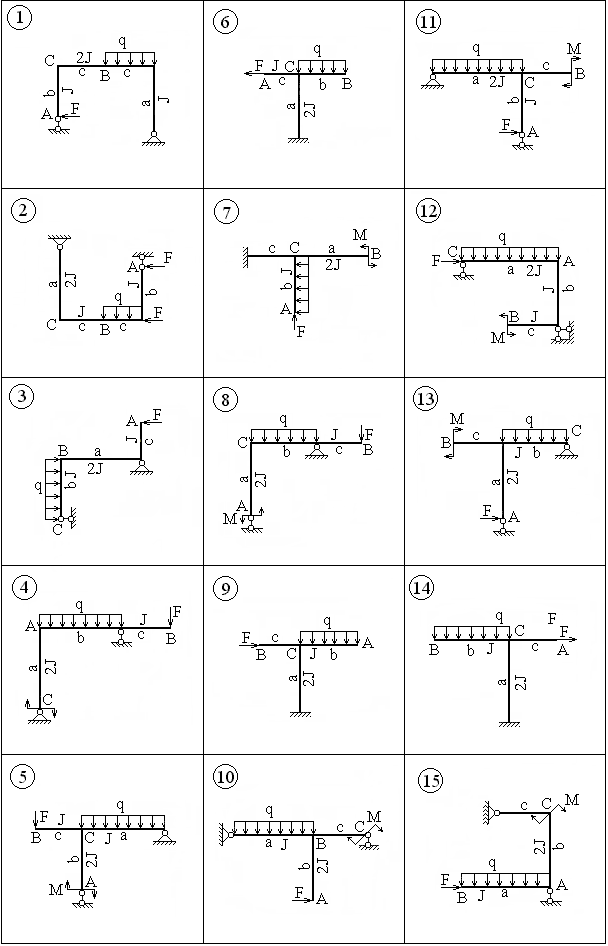 1
q
C 2J
c B c
b J a J
A F
6
q
F J C
A c b B
a 2J
11
q M
c
a 2J C B
b J
F A
2
F
A
a 2J J b
q
J F
C c B c
7
M
c C a
B
2J
b J
A
F
12
q
C
F A
a 2J
J b
B J
M c
3
A F
J c
B a
2J
q b J
C
8
q F
C J
b c B
a 2J
A
M
13
M q
c C
B J b
a 2J
F A
4
q F
A J
b c B
a 2J
C
9
q
F c A
B C J b
a 2J
14
q F
C F
B b J c A
a 2J
5
F q
J
B c C J a
b 2J
A
M
10
q M
B c C
a J
b 2J
F A
15
c C M
2J b
q
F
B J a A